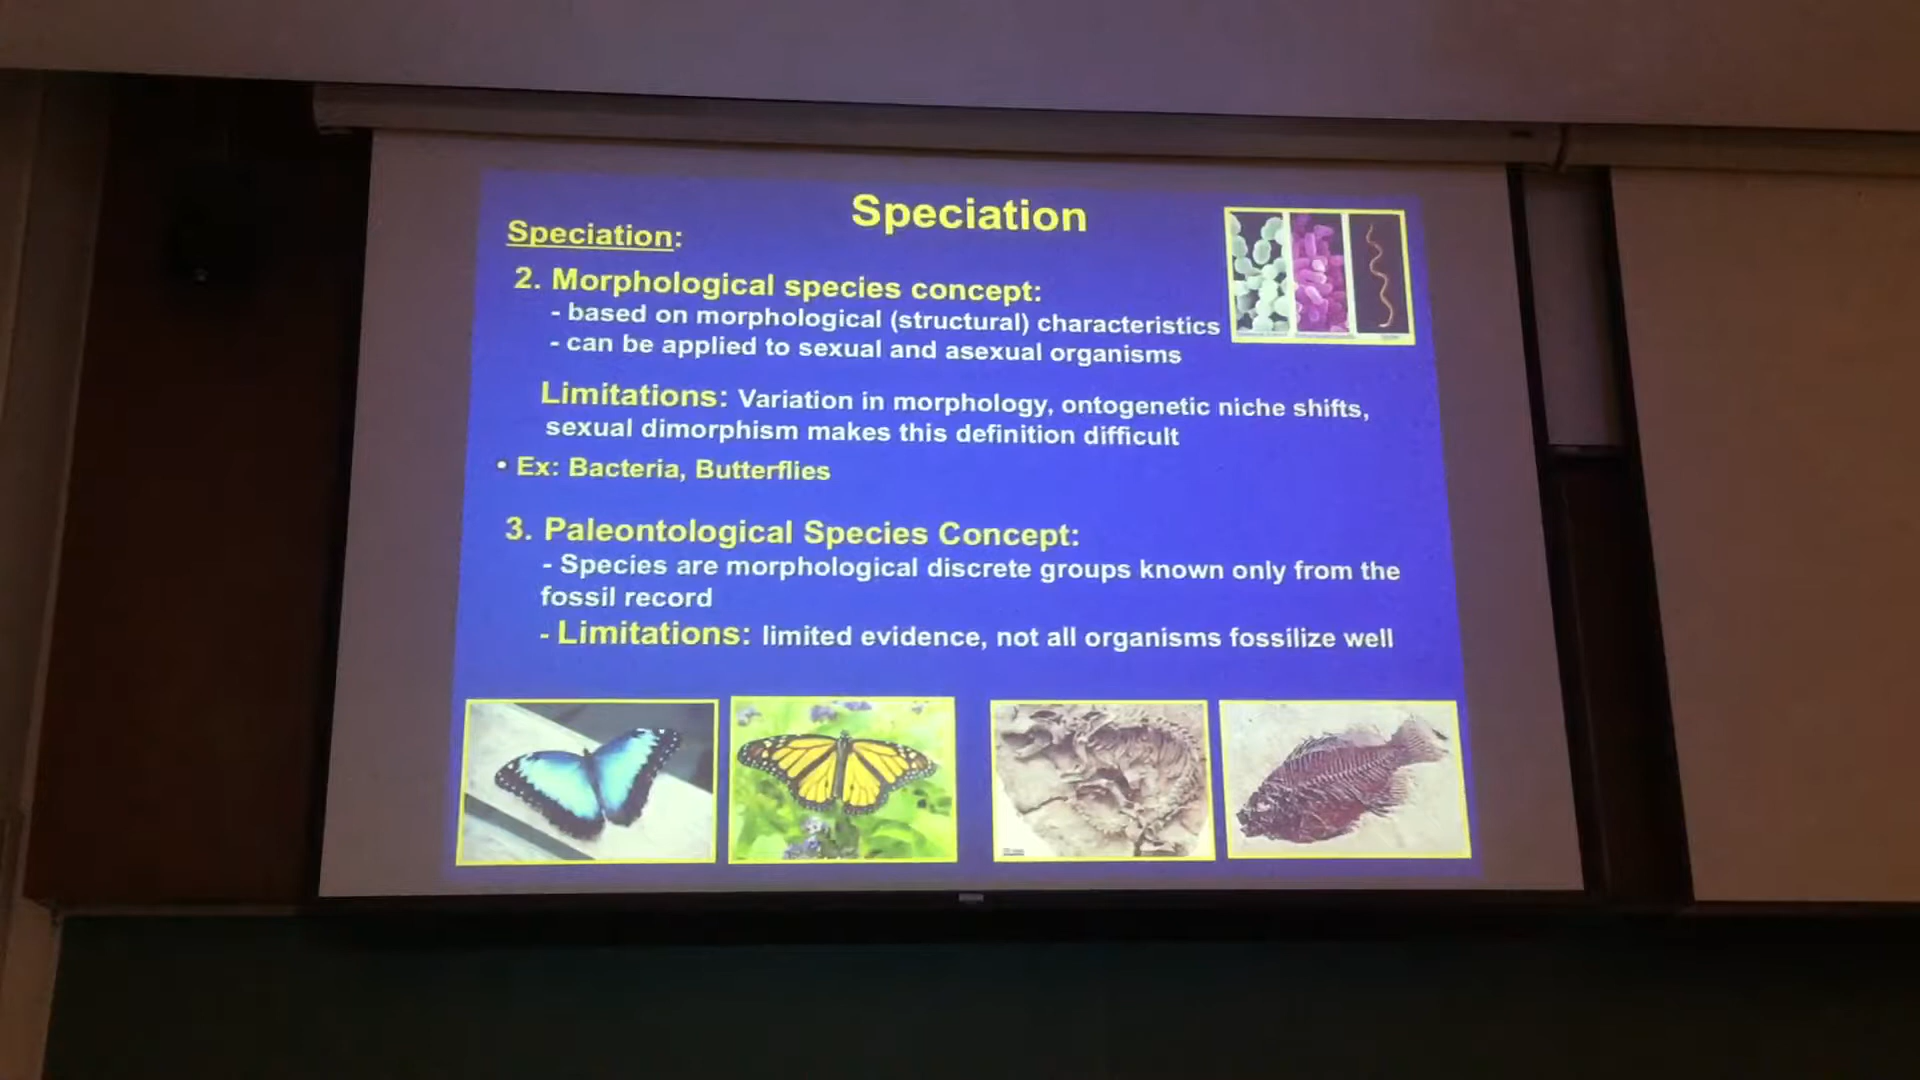 Speciation
Speciation:
2. Morphological species concept:
- based on morphological (structural) characteristics
- can be applied to sexual and asexual organisms
Limitations: Variation in morphology, ontogenetic niche shifts,
sexual dimorphism makes this definition difficult
• Ex: Bacteria, Butterflies
3. Paleontological Species Concept:
- Species are morphological discrete groups known only from the
fossil record
- Limitations: limited evidence, not all organisms fossilize well